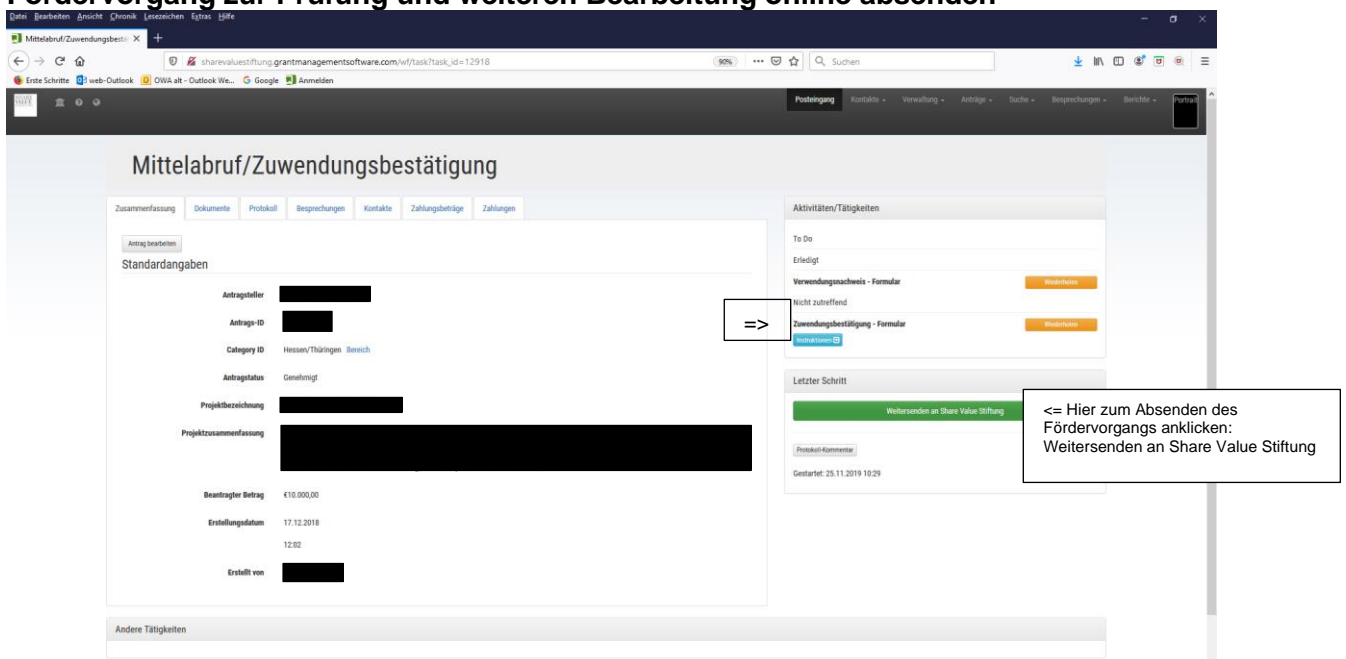 Fördervorgang zur Prüfung und weiteren Bearbeitung online absenden
Datei Bearbeiten Ansicht Chronik Lesezeichen Extras Hilfe
Mittelabruf/Zuwendungsbestä
sharevaluestiftung.grantmanagementsoftware.com/wf/task?task_id=12918
90%
Suchen
Erste Schritte web-Outlook OWA alt - Outlook We... Google Anmelden
Posteingang Kontakte Verwaltung Anträge Suche Besprechungen Berichte Portrait
Mittelabruf/Zuwendungsbestätigung
Zusammenfassung Dokumente Protokoll Besprechungen Kontakte Zahlungsbeträge Zahlungen
Antrag bearbeiten
Standardangaben
Antragsteller
Antrags-ID
Category ID Hessen/Thüringen Bereich
Antragstatus Genehmigt
Projektbezeichnung
Projektzusammenfassung
Beantragter Betrag €10.000,00
Erstellungsdatum 17.12.2018
12:02
Erstellt von
Andere Tätigkeiten
Aktivitäten/Tätigkeiten
To Do
Erledigt
Verwendungsnachweis - Formular Wiederholen
Nicht zutreffend
=>
Zuwendungsbestätigung - Formular Wiederholen
Instruktionen
Letzter Schritt
Weitersenden an Share Value Stiftung
Protokoll-Kommentar
Gestartet: 25.11.2019 10:29
<= Hier zum Absenden des
Fördervorgangs anklicken:
Weitersenden an Share Value Stiftung